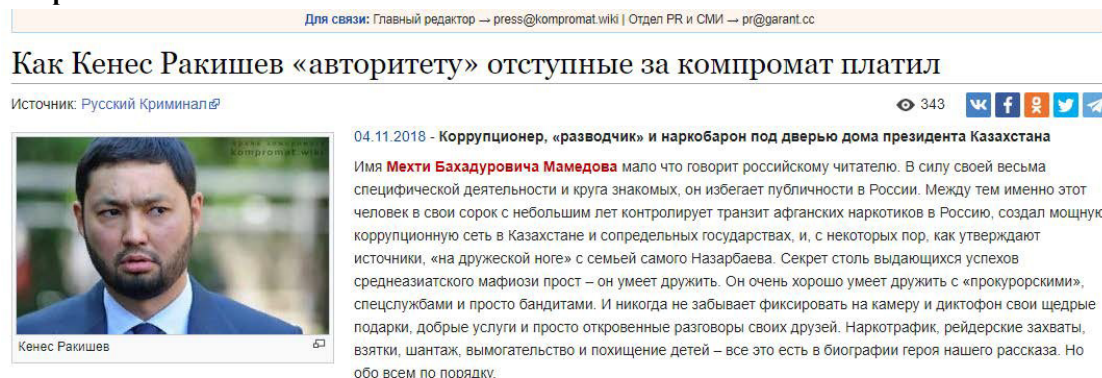 Для связи: Главный редактор → press@kompromat.wiki | Отдел PR и СМИ → pr@garant.cc
Как Кенес Ракишев «авторитету» отступные за компромат платил
Источник: Русский Криминал
343
kompromat.wiki
Кенес Ракишев
04.11.2018 - Коррупционер, «разводчик» и наркобарон под дверью дома президента Казахстана
Имя Мехти Бахадуровича Мамедова мало что говорит российскому читателю. В силу своей весьма
специфической деятельности и круга знакомых, он избегает публичности в России. Между тем именно этот
человек в свои сорок с небольшим лет контролирует транзит афганских наркотиков в Россию, создал мощную
коррупционную сеть в Казахстане и сопредельных государствах, и, с некоторых пор, как утверждают
источники, «на дружеской ноге» с семьей самого Назарбаева. Секрет столь выдающихся успехов
среднеазиатского мафиози прост – он умеет дружить. Он очень хорошо умеет дружить с «прокурорскими»,
спецслужбами и просто бандитами. И никогда не забывает фиксировать на камеру и диктофон свои щедрые
подарки, добрые услуги и просто откровенные разговоры своих друзей. Наркотрафик, рейдерские захваты,
взятки, шантаж, вымогательство и похищение детей – все это есть в биографии героя нашего рассказа. Но
обо всем по порядку.